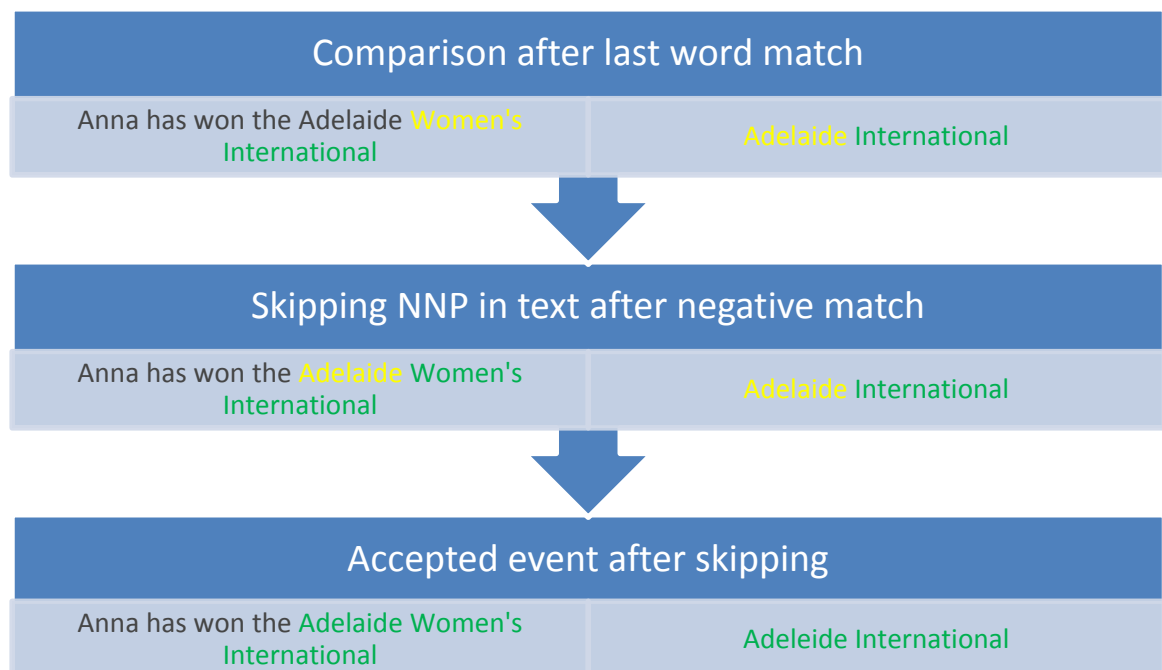 Comparison after last word match
Anna has won the Adelaide Women's
International
Adelaide International
Skipping NNP in text after negative match
Anna has won the Adelaide Women's
International
Adelaide International
Accepted event after skipping
Anna has won the Adelaide Women's
International
Adeleide International